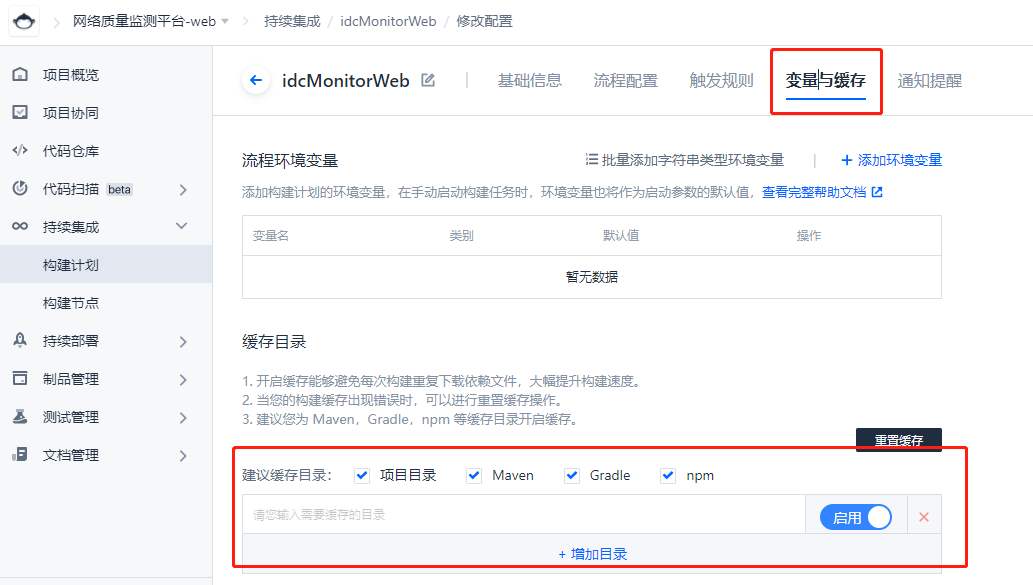 网络质量监测平台-web 持续集成 / idcMonitorWeb / 修改配置
项目概览
项目协同
代码仓库
代码扫描 beta
持续集成
构建计划
构建节点
持续部署
制品管理
测试管理
文档管理
idcMonitorWeb 基础信息 流程配置 触发规则 变量与缓存 通知提醒
流程环境变量 批量添加字符串类型环境变量 + 添加环境变量
添加构建计划的环境变量，在手动启动构建任务时，环境变量也将作为启动参数的默认值，查看完整帮助文档
变量名 类别 默认值 操作
暂无数据
缓存目录
1. 开启缓存能够避免每次构建重复下载依赖文件，大幅提升构建速度。
2. 当您的构建缓存出现错误时，可以进行重置缓存操作。
3. 建议您为 Maven，Gradle，npm 等缓存目录开启缓存。
重置缓存
建议缓存目录： 项目目录 Maven Gradle npm
请您输入需要缓存的目录 启用
+ 增加目录